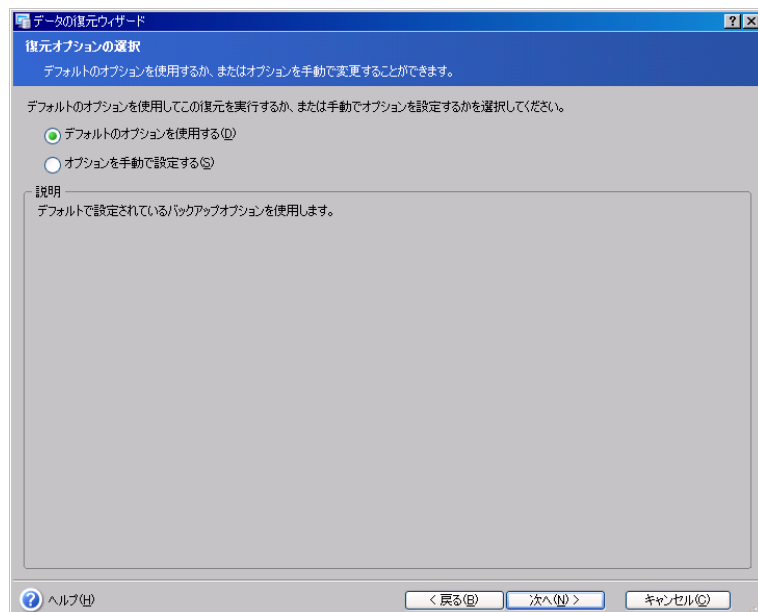 データの復元ウィザード
復元オプションの選択
デフォルトのオプションを使用するか、またはオプションを手動で変更することができます。
デフォルトのオプションを使用してこの復元を実行するか、または手動でオプションを設定するかを選択してください。
デフォルトのオプションを使用する(D)
オプションを手動で設定する(S)
説明
デフォルトで設定されているバックアップオプションを使用します。
ヘルプ(H)
< 戻る(B) 次へ(N) > キャンセル(C)